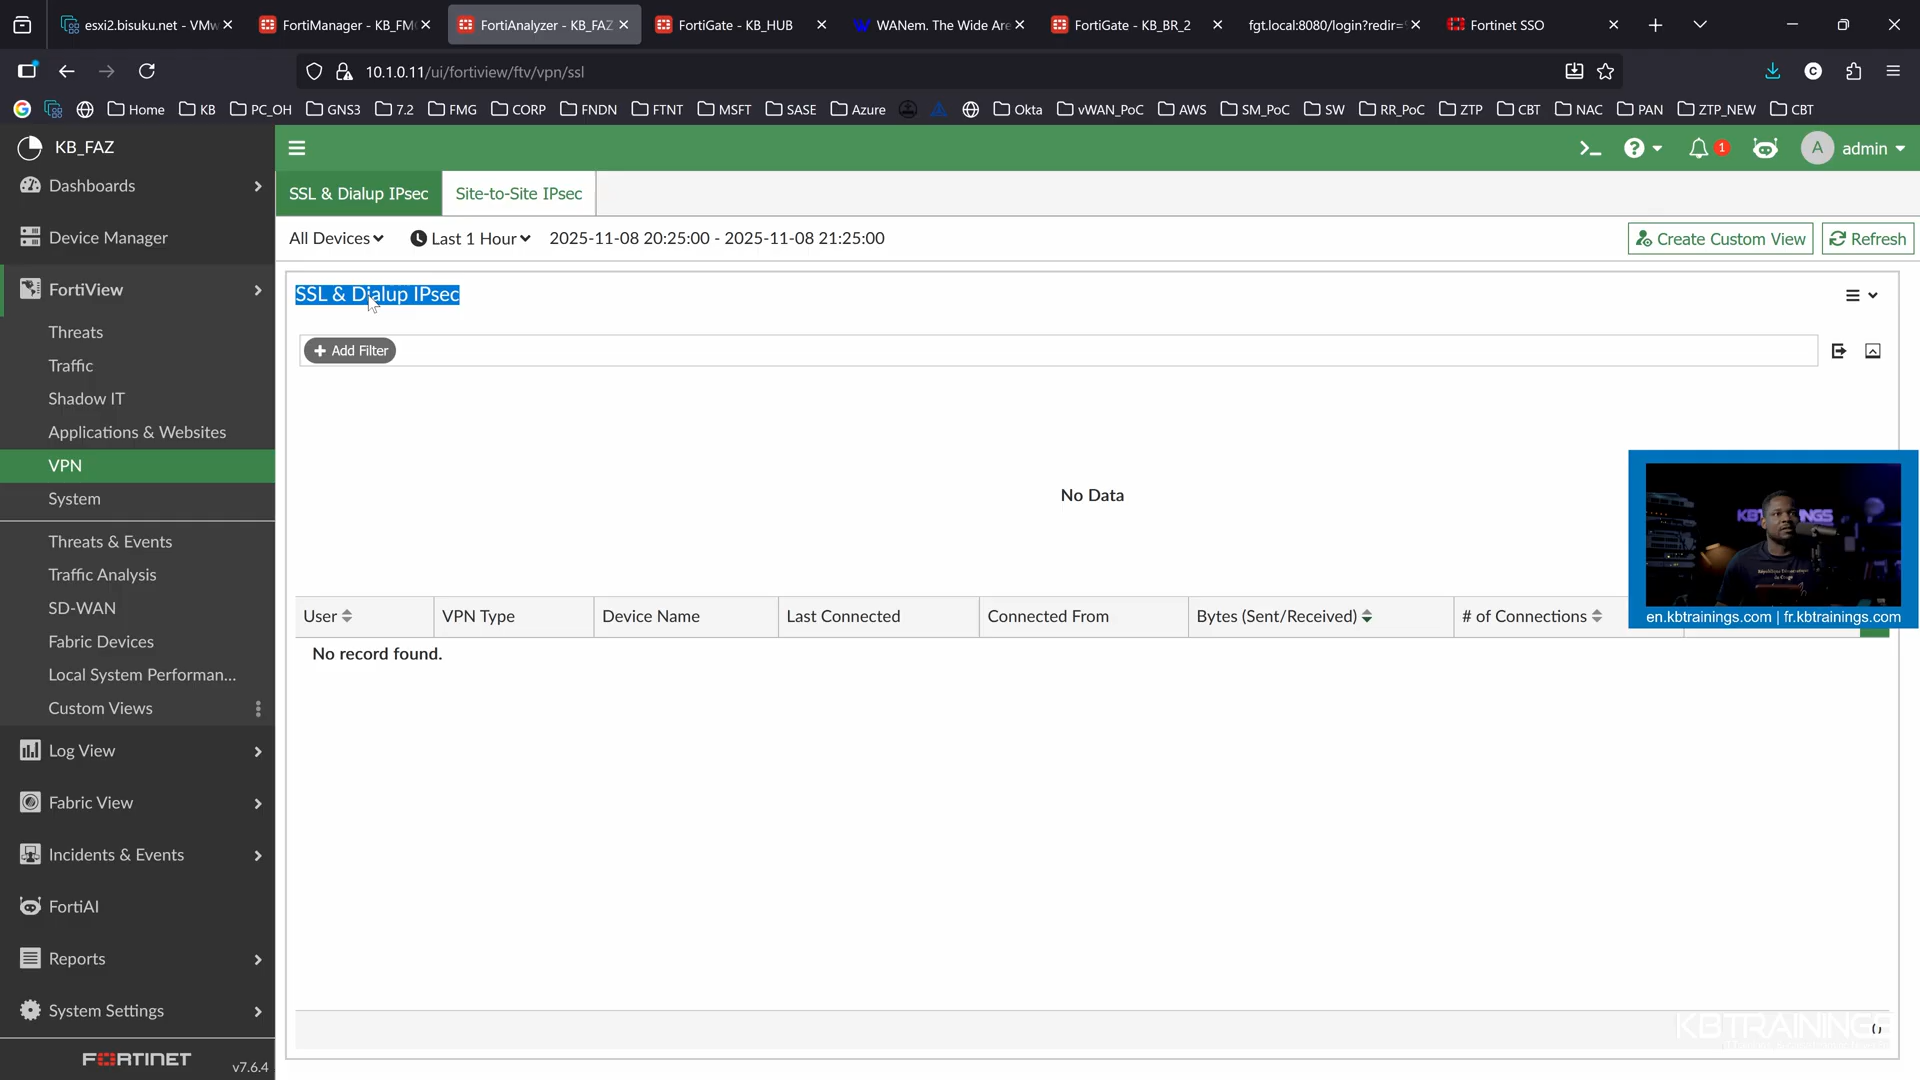 esxi2.bisuku.net - VMw
FortiManager - KB_FM
FortiAnalyzer - KB_FAZ
FortiGate - KB_HUB
WANem. The Wide Are
FortiGate - KB_BR_2
fgt.local:8080/login?redir=
Fortinet SSO
10.1.0.11/ui/fortiview/ftv/vpn/ssl
Home
KB
PC_OH
GNS3
7.2
FMG
CORP
FNDN
FTNT
MSFT
SASE
Azure
Okta
vWAN_PoC
AWS
SM_PoC
SW
RR_PoC
ZTP
CBT
NAC
PAN
ZTP_NEW
CBT
KB_FAZ
1
A
admin
Dashboards
Device Manager
FortiView
Threats
Traffic
Shadow IT
Applications & Websites
VPN
System
Threats & Events
Traffic Analysis
SD-WAN
Fabric Devices
Local System Performan...
Custom Views
Log View
Fabric View
Incidents & Events
FortiAI
Reports
System Settings
FORTINET
v7.6.4
SSL & Dialup IPsec
Site-to-Site IPsec
All Devices
Last 1 Hour
2025-11-08 20:25:00 - 2025-11-08 21:25:00
Create Custom View
Refresh
SSL & Dialup IPsec
+ Add Filter
No Data
User
VPN Type
Device Name
Last Connected
Connected From
Bytes (Sent/Received)
# of Connections
No record found.
KBTRAININGS
en.kbtrainings.com | fr.kbtrainings.com
KBTRAININGS
0